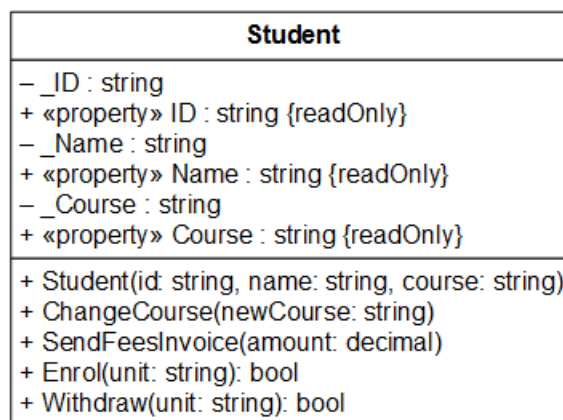 Student
– _ID : string
+ «property» ID : string {readOnly}
– _Name : string
+ «property» Name : string {readOnly}
– _Course : string
+ «property» Course : string {readOnly}
+ Student(id: string, name: string, course: string)
+ ChangeCourse(newCourse: string)
+ SendFeesInvoice(amount: decimal)
+ Enrol(unit: string): bool
+ Withdraw(unit: string): bool